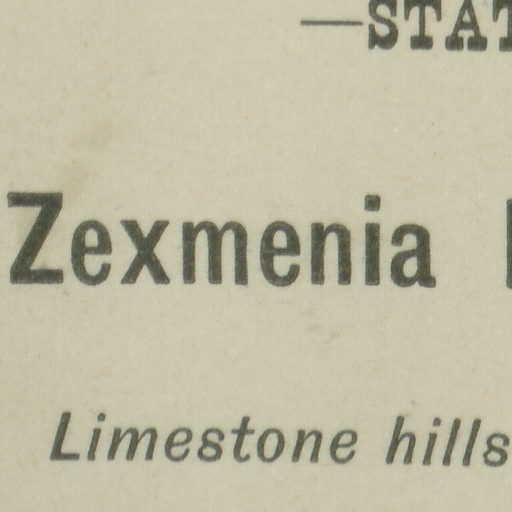 —STAT
Zexmenia
Limestone hills